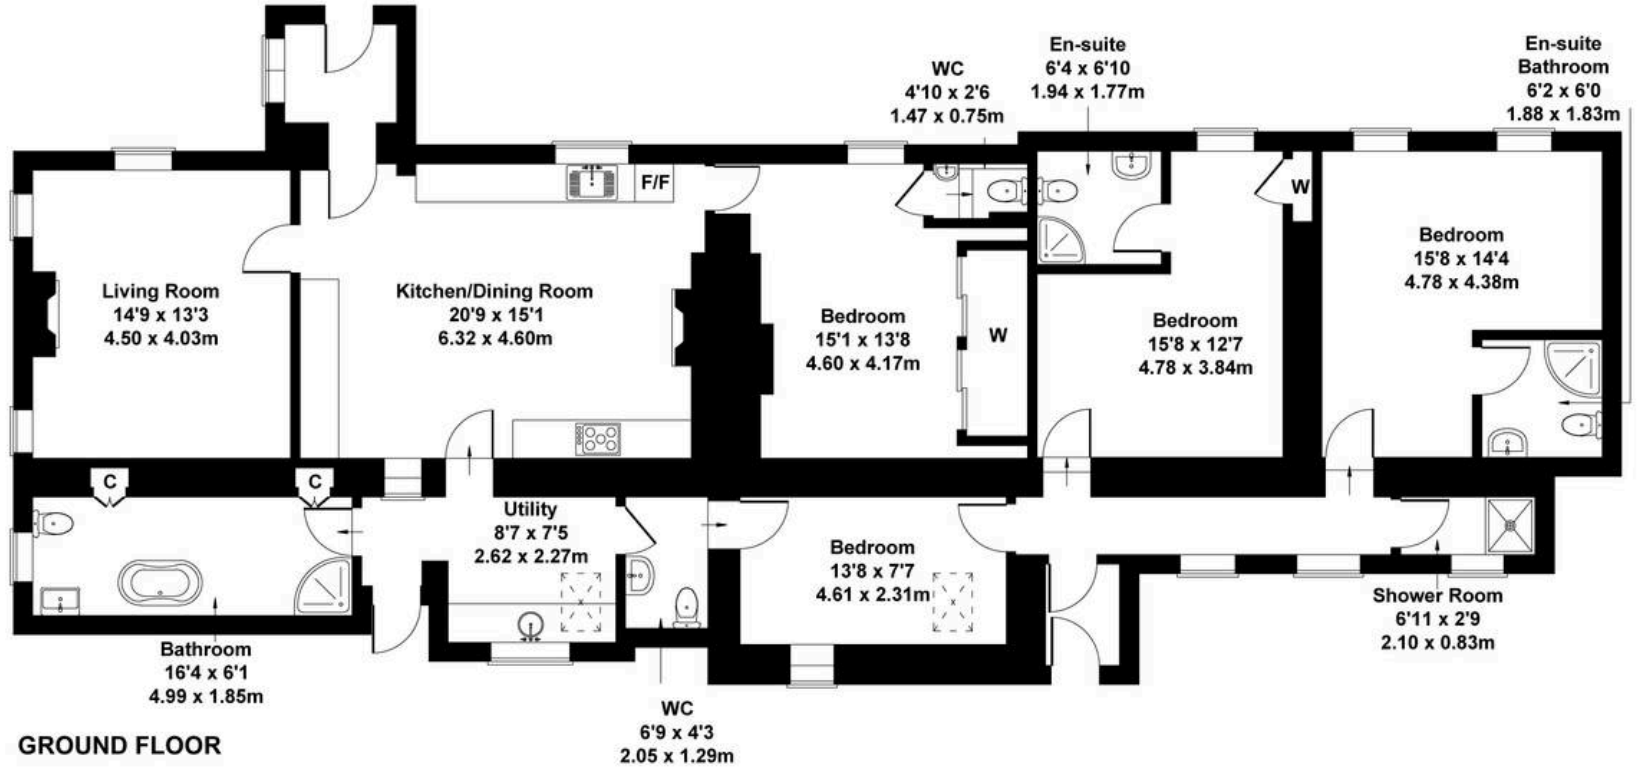 WC
4'10 x 2'6
1.47 x 0.75m
En-suite
6'4 x 6'10
1.94 x 1.77m
En-suite
Bathroom
6'2 x 6'0
1.88 x 1.83m
F/F
W
Living Room
14'9 x 13'3
4.50 x 4.03m
Kitchen/Dining Room
20'9 x 15'1
6.32 x 4.60m
Bedroom
15'1 x 13'8
4.60 x 4.17m
W
Bedroom
15'8 x 12'7
4.78 x 3.84m
Bedroom
15'8 x 14'4
4.78 x 4.38m
C
C
Utility
8'7 x 7'5
2.62 x 2.27m
Bedroom
13'8 x 7'7
4.61 x 2.31m
Shower Room
6'11 x 2'9
2.10 x 0.83m
Bathroom
16'4 x 6'1
4.99 x 1.85m
WC
6'9 x 4'3
2.05 x 1.29m
GROUND FLOOR